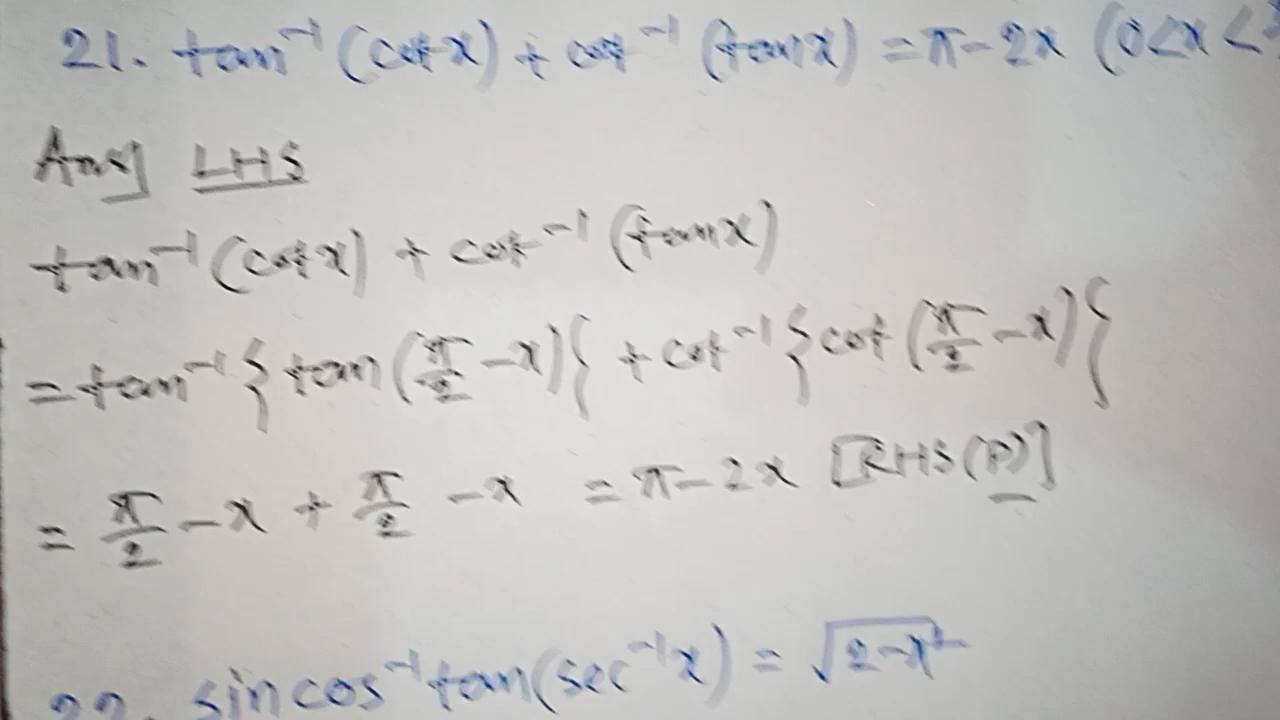 21. tan⁻¹(cot x) + cot⁻¹(tan x) = π - 2x (0<x<
Ans] LHS
tan⁻¹(cot x) + cot⁻¹(tan x)
= tan⁻¹{tan(π/2 - x)} + cot⁻¹{cot(π/2 - x)}
= π/2 - x + π/2 - x = π - 2x [RHS(P)]
22. sin cos⁻¹ tan(sec⁻¹x) = √(2-x²)